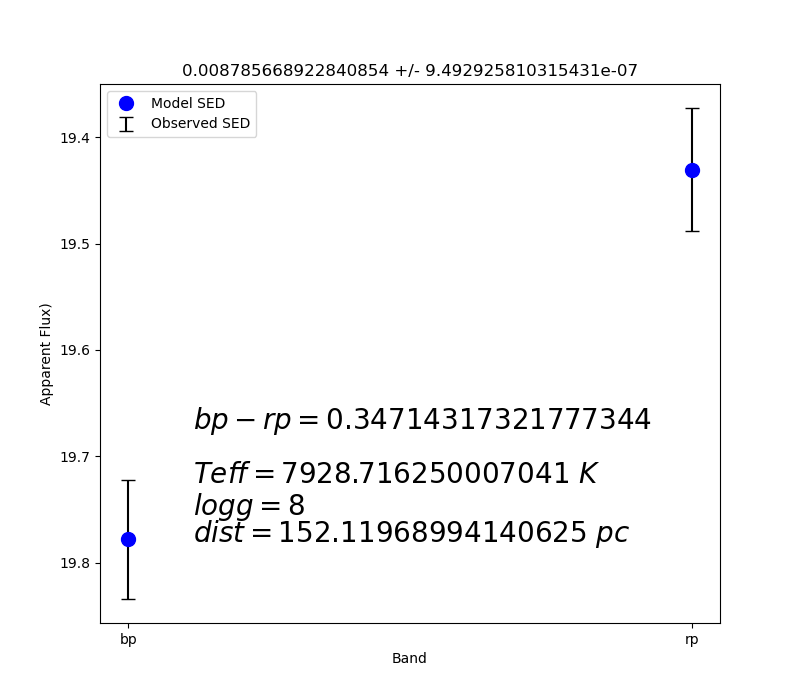 0.008785668922840854 +/- 9.492925810315431e-07
Model SED
Observed SED
19.4
19.5
19.6
19.7
19.8
Apparent Flux)
bp − rp = 0.34714317321777344
Teff = 7928.716250007041 K
logg = 8
dist = 152.11968994140625 pc
bp
rp
Band